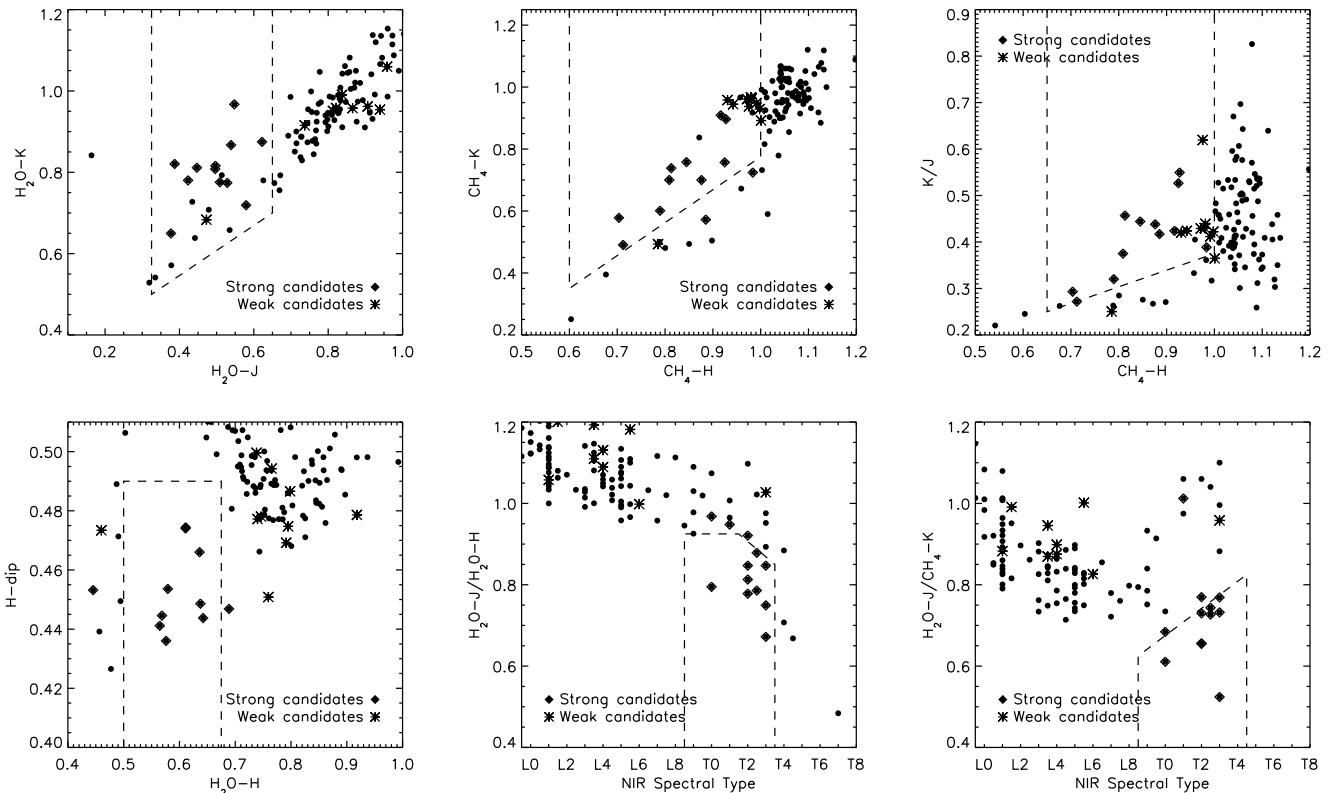 1.2
1.0
0.8
0.6
0.4
H₂O–K
0.2 0.4 0.6 0.8 1.0
H₂O–J
Strong candidates
Weak candidates
1.2
1.0
0.8
0.6
0.4
0.2
CH₄–K
0.5 0.6 0.7 0.8 0.9 1.0 1.1 1.2
CH₄–H
Strong candidates
Weak candidates
0.9
0.8
0.7
0.6
0.5
0.4
0.3
0.2
K/J
0.5 0.6 0.7 0.8 0.9 1.0 1.1 1.2
CH₄–H
Strong candidates
Weak candidates
0.50
0.48
0.46
0.44
0.42
0.40
H–dip
0.4 0.5 0.6 0.7 0.8 0.9 1.0
H₂O–H
Strong candidates
Weak candidates
1.2
1.0
0.8
0.6
0.4
H₂O–J/H₂O–H
L0 L2 L4 L6 L8 T0 T2 T4 T6 T8
NIR Spectral Type
Strong candidates
Weak candidates
1.2
1.0
0.8
0.6
0.4
H₂O–J/CH₄–K
L0 L2 L4 L6 L8 T0 T2 T4 T6 T8
NIR Spectral Type
Strong candidates
Weak candidates